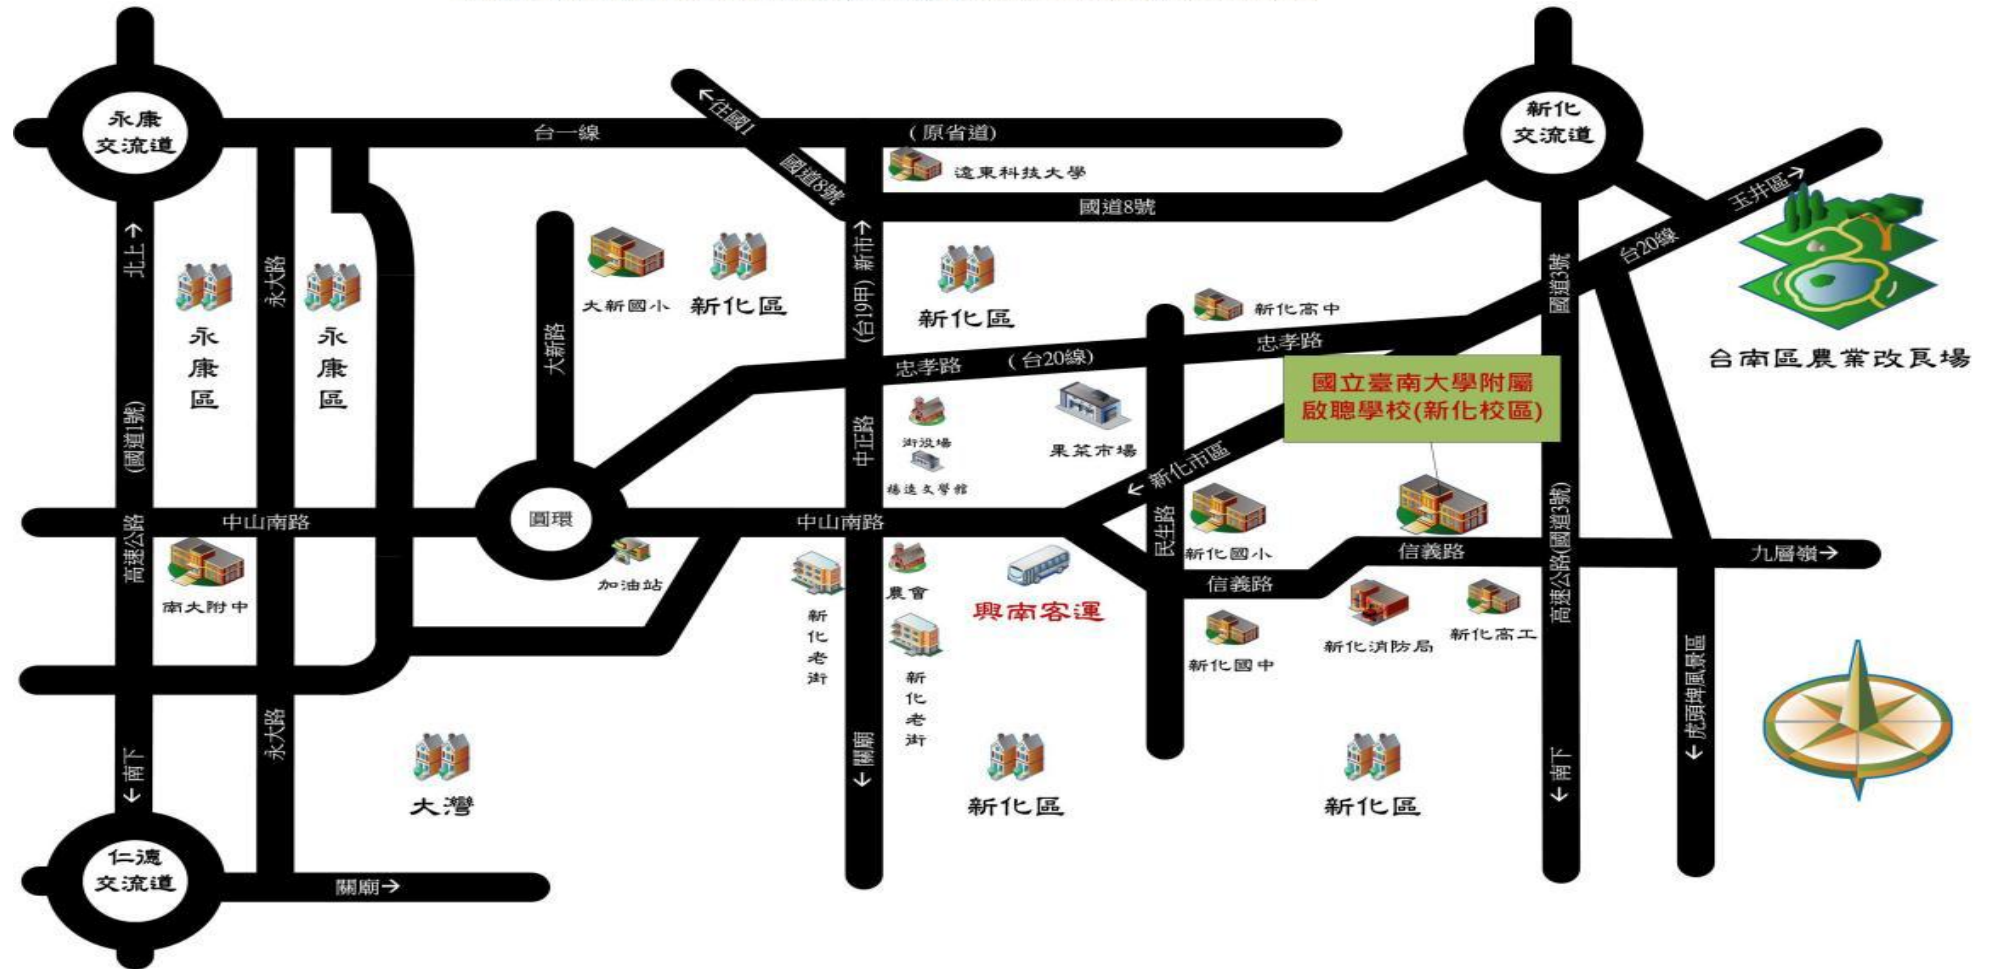 永康
交流道
新化
交流道
←往國1
台一線
(原省道)
國道8號
遠東科技大學
國道8號
玉井區→
台20線
北上→
永大路
(台19甲) 新市→
國道3號
大新國小
新化區
新化區
新化高中
永康區
永康區
大新路
忠孝路
(台20線)
忠孝路
台南區農業改良場
國立臺南大學附屬
啟聰學校(新化校區)
(國道1號)
中正路
街役場
楊逵文學館
果菜市場
←新化市區
高速公路
中山南路
圓環
中山南路
民生路
新化國小
信義路
九層嶺→
高速公路(國道3號)
南大附中
加油站
新化老街
農會
興南客運
信義路
新化國中
新化消防局
新化高工
新化老街
←虎頭埤風景區
←南下
永大路
大灣
←關廟
新化區
新化區
←南下
仁德
交流道
關廟→